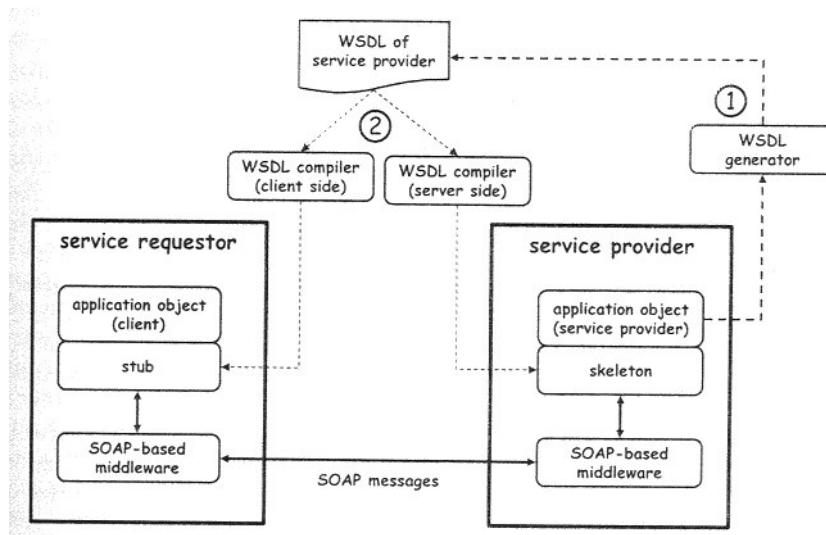 WSDL of
service provider
1
2
WSDL
generator
WSDL compiler
(client side)
WSDL compiler
(server side)
service requestor
service provider
application object
(client)
application object
(service provider)
stub
skeleton
SOAP-based
middleware
SOAP-based
middleware
SOAP messages